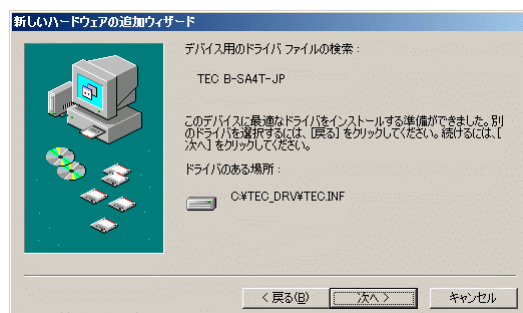 新しいハードウェアの追加ウィザード
デバイス用のドライバ ファイルの検索：
TEC B-SA4T-JP
このデバイスに最適なドライバをインストールする準備ができました。別
のドライバを選択するには、[戻る] をクリックしてください。続けるには、[
次へ] をクリックしてください。
ドライバのある場所：
C:¥TEC_DRV¥TEC.INF
< 戻る(B)
次へ >
キャンセル